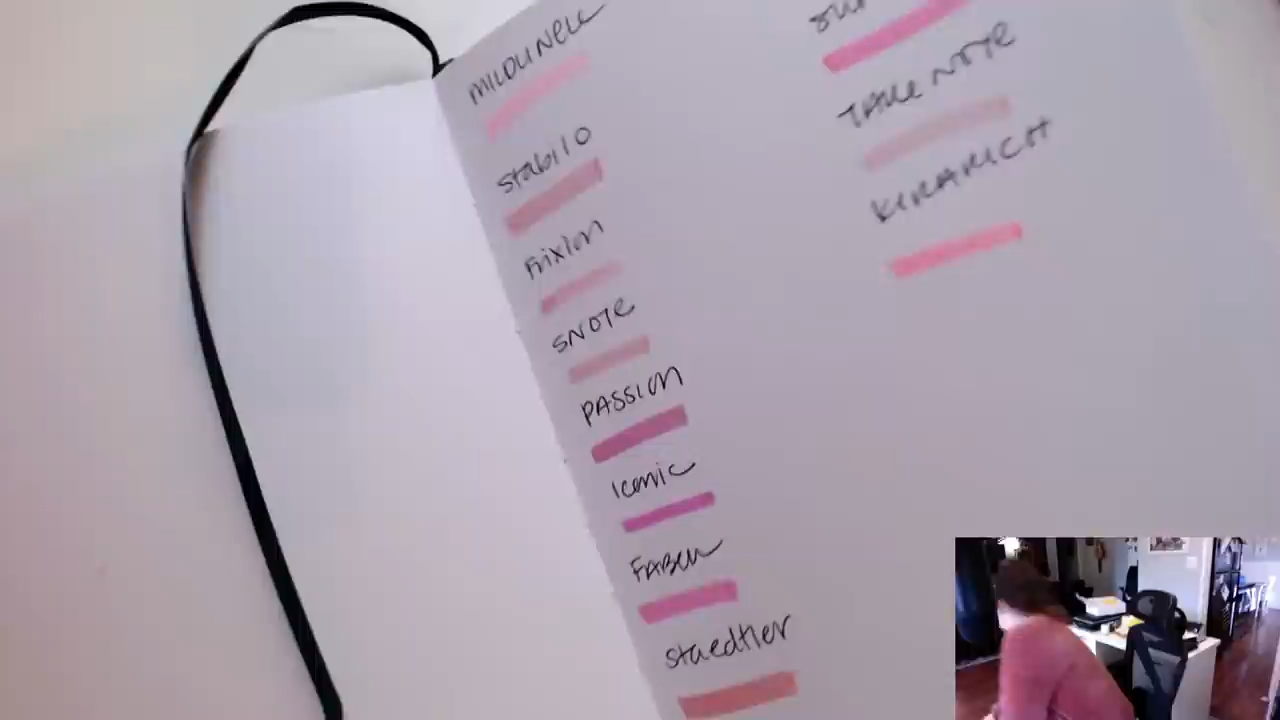 MILDLINER
stabilo
Frixion
SNOTE
PASSION
Iconic
FABER
staedtler
TAKE NOTE
KIRARICH